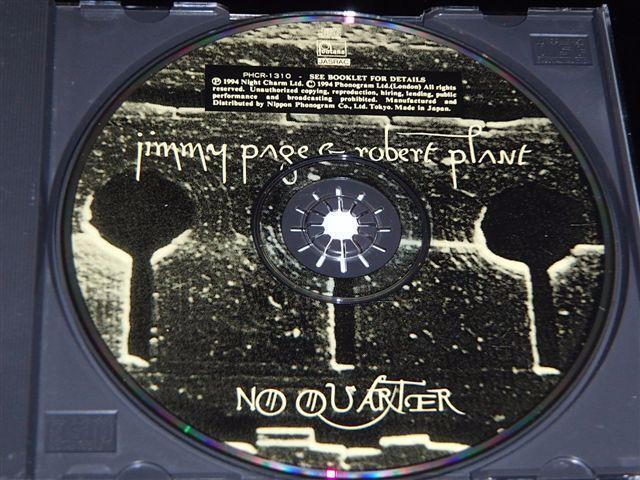 fontana
JASRAC
PHCR-1310 - SEE BOOKLET FOR DETAILS
℗ 1994 Night Charm Ltd. © 1994 Phonogram Ltd.(London) All rights
reserved. Unauthorized copying, reproduction, hiring, lending, public
performance and broadcasting prohibited. Manufactured and
Distributed by Nippon Phonogram Co., Ltd. Tokyo. Made in Japan.
jimmy page & robert plant
NO QUARTER